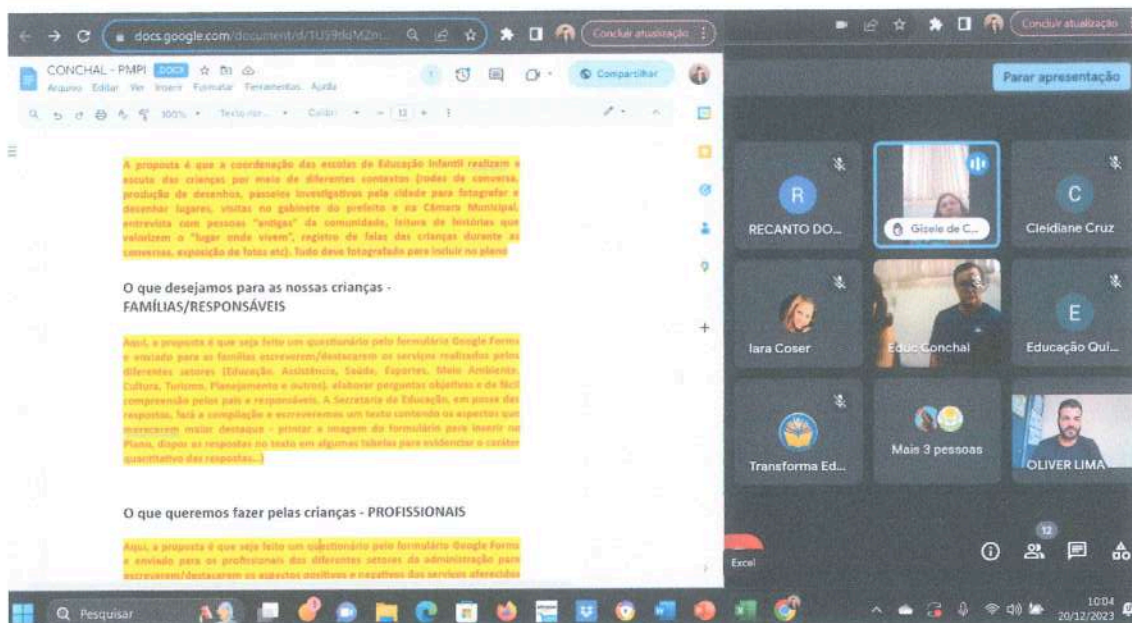 docs.google.com/document/d/
Concluir atualização
Concluir atualização
CONCHAL - PMPI .DOCX
Arquivo Editar Ver Inserir Formatar Ferramentas Ajuda
Compartilhar
Parar apresentação
100% Texto nor... Calibri 12
A proposta é que a coordenação das escolas de Educação Infantil realizem a
escuta das crianças por meio de diferentes contextos (rodas de conversa,
produção de desenhos, passeios investigativos pela cidade para fotografar e
desenhar lugares, visitas no gabinete do prefeito e na Câmara Municipal,
entrevista com pessoas "antigas" da comunidade, leitura de histórias que
valorizem o "lugar onde vivem", registro de falas das crianças durante as
conversas, exposição de fotos etc). Tudo deve fotografado para incluir no plano
O que desejamos para as nossas crianças -
FAMÍLIAS/RESPONSÁVEIS
Aqui, a proposta é que seja feito um questionário pelo formulário Google Forms
e enviado para as famílias escreverem/destacarem os serviços realizados pelos
diferentes setores (Educação, Assistência, Saúde, Esportes, Meio Ambiente,
Cultura, Turismo, Planejamento e outros). elaborar perguntas objetivas e de fácil
compreensão pelos pais e responsáveis. A Secretaria de Educação, em posse das
respostas, fará a compilação e escreveremos um texto contendo os aspectos que
merecerem maior destaque - printar a imagem do formulário para inserir no
Plano, dispor as respostas no texto em algumas tabelas para evidenciar o caráter
quantitativo das respostas...)
O que queremos fazer pelas crianças - PROFISSIONAIS
Aqui, a proposta é que seja feito um questionário pelo formulário Google Forms
e enviado para os profissionais dos diferentes setores da administração para
escreverem/destacarem os aspectos positivos e negativos dos serviços oferecidos
R
RECANTO DO...
Gisele de C...
C
Cleidiane Cruz
Iara Coser
Educ Conchal
E
Educação Qui...
Transforma Ed...
Mais 3 pessoas
OLIVER LIMA
12
Excel
Pesquisar
10:04
20/12/2023